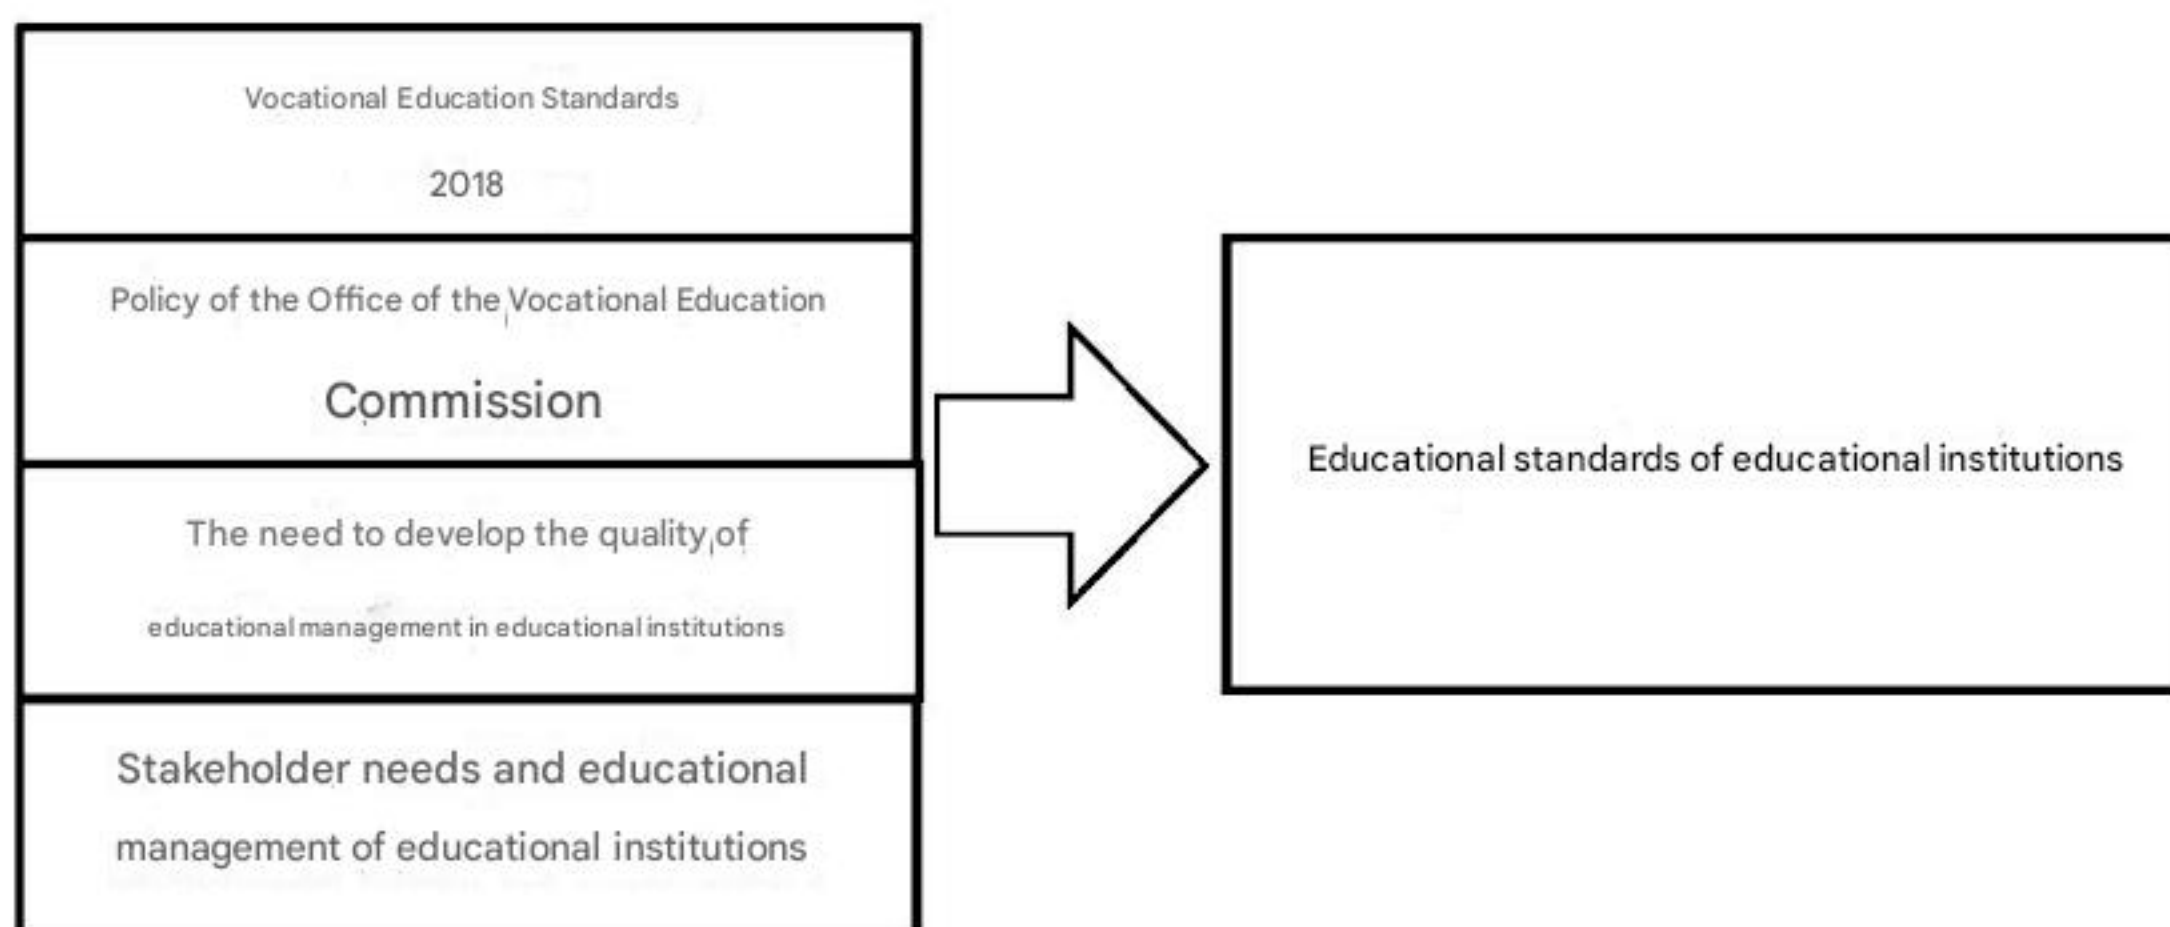 Vocational Education Standards
2018
Policy of the Office of the Vocational Education
Commission
The need to develop the quality of
educational management in educational institutions
Stakeholder needs and educational
management of educational institutions
Educational standards of educational institutions